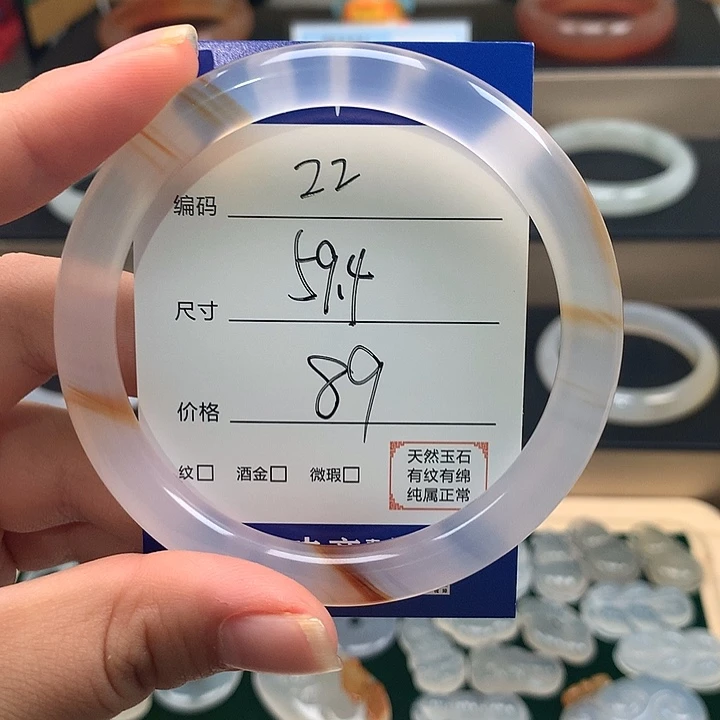 编码 22
尺寸 59.4
价格 89
纹□ 酒金□ 微瑕□
天然玉石
有纹有绵
纯属正常